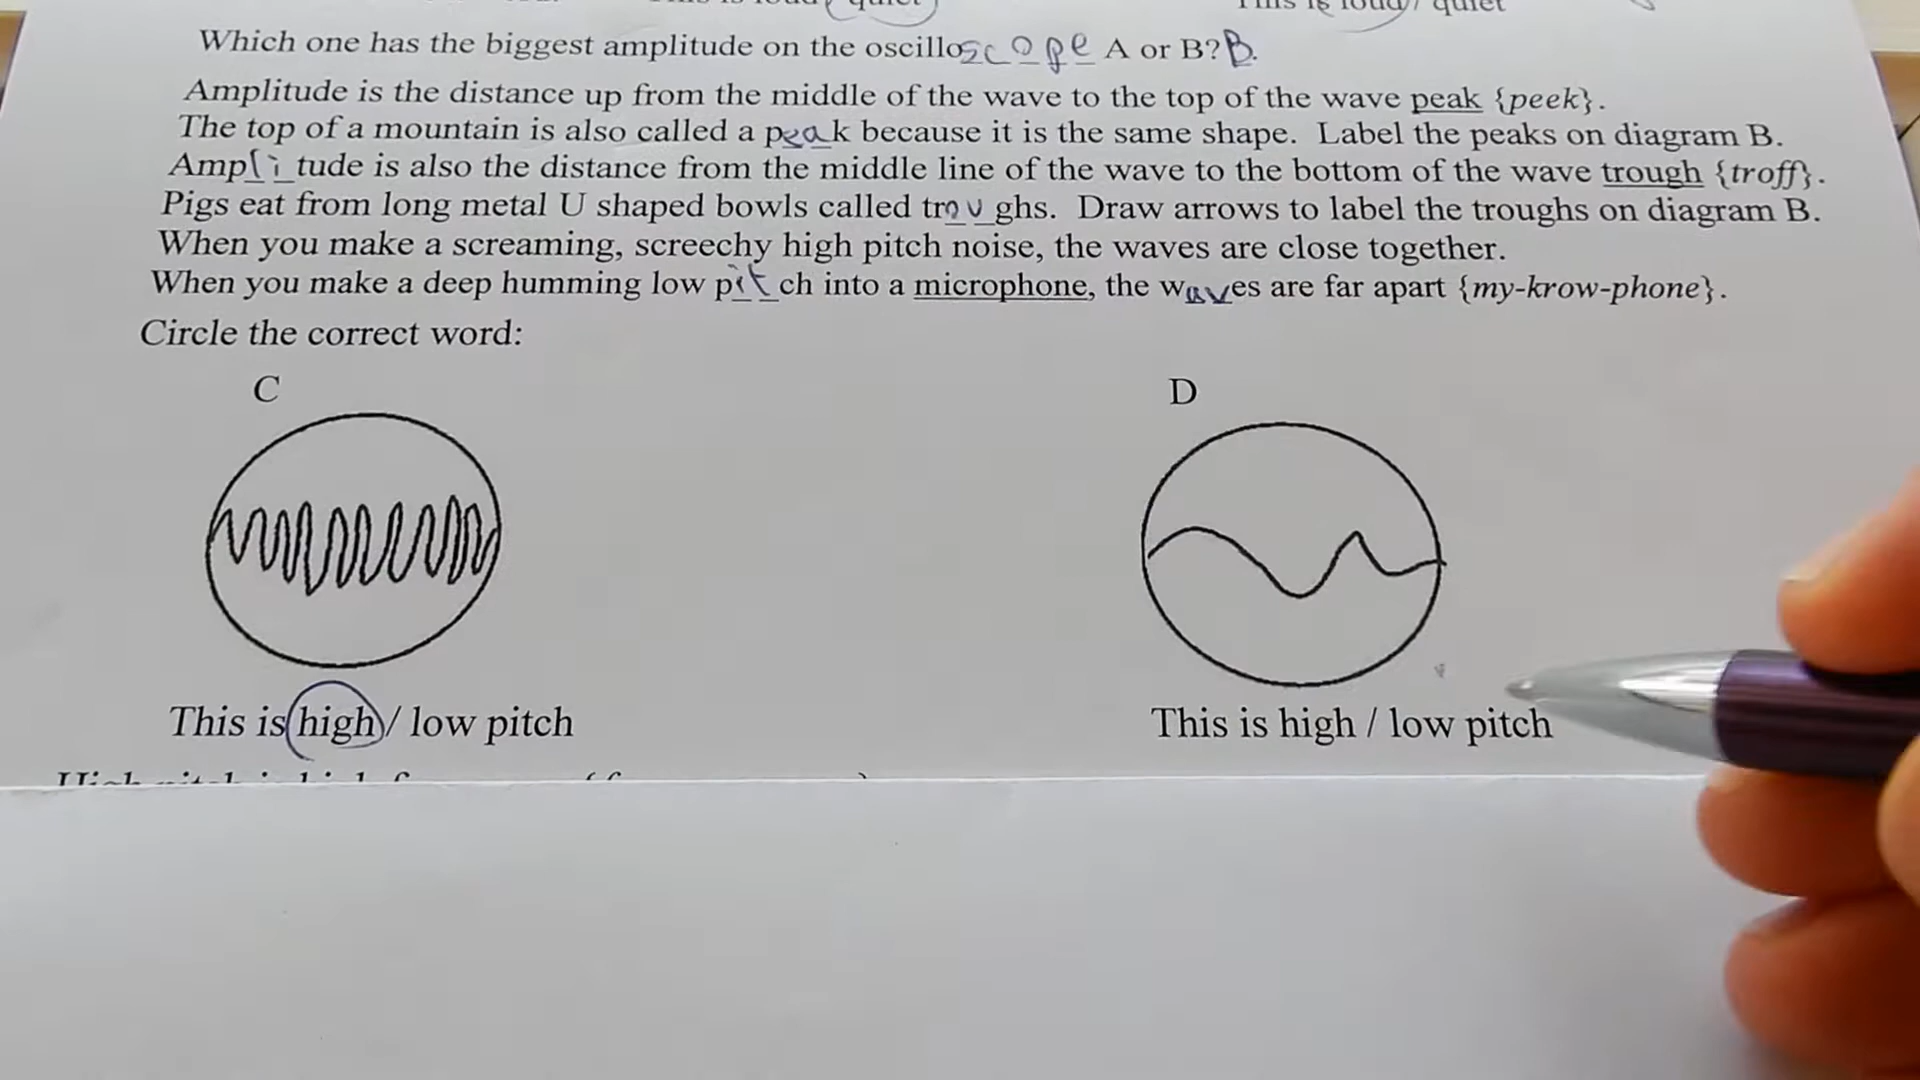 This is loud / quiet
Which one has the biggest amplitude on the oscilloscope A or B? B.
Amplitude is the distance up from the middle of the wave to the top of the wave peak {peek}.
The top of a mountain is also called a peak because it is the same shape. Label the peaks on diagram B.
Amplitude is also the distance from the middle line of the wave to the bottom of the wave trough {troff}.
Pigs eat from long metal U shaped bowls called troughs. Draw arrows to label the troughs on diagram B.
When you make a screaming, screechy high pitch noise, the waves are close together.
When you make a deep humming low pitch into a microphone, the waves are far apart {my-krow-phone}.
Circle the correct word:
C D
This is high / low pitch This is high / low pitch